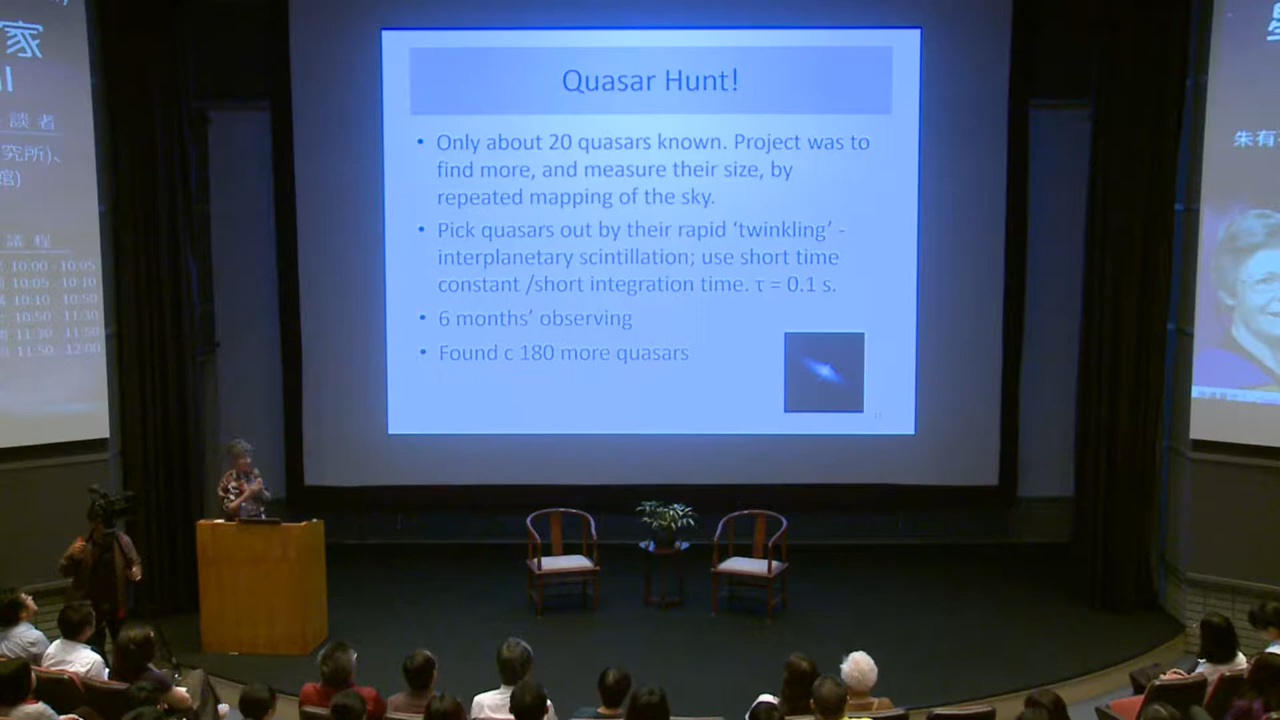 家
談者
究所)、
館)
議程
10:00 - 10:05
10:05 - 10:10
10:10 - 10:50
10:50 - 11:30
11:30 - 11:50
11:50 - 12:00
Quasar Hunt!
• Only about 20 quasars known. Project was to
find more, and measure their size, by
repeated mapping of the sky.
• Pick quasars out by their rapid ‘twinkling’ -
interplanetary scintillation; use short time
constant /short integration time. τ = 0.1 s.
• 6 months’ observing
• Found c 180 more quasars
朱有